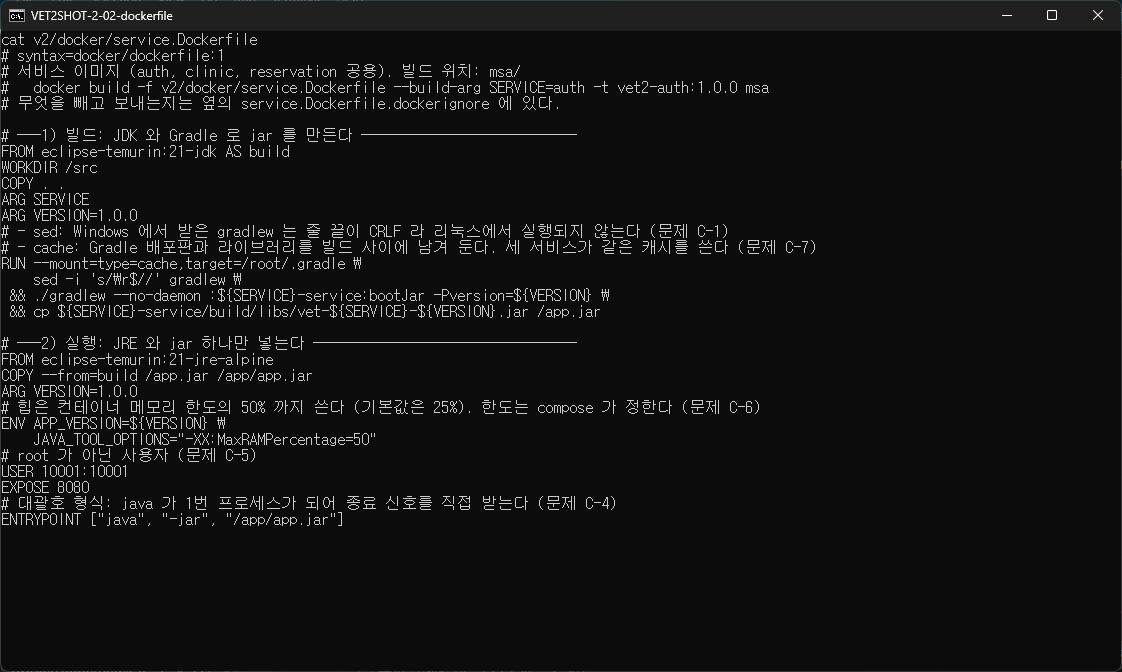 VET2SHOT-2-02-dockerfile
cat v2/docker/service.Dockerfile
# syntax=docker/dockerfile:1
# 서비스 이미지 (auth, clinic, reservation 공용). 빌드 위치: msa/
#   docker build -f v2/docker/service.Dockerfile --build-arg SERVICE=auth -t vet2-auth:1.0.0 msa
# 무엇을 빼고 보내는지는 옆의 service.Dockerfile.dockerignore 에 있다.

# ──1) 빌드: JDK 와 Gradle 로 jar 를 만든다 ───────────────────────────
FROM eclipse-temurin:21-jdk AS build
WORKDIR /src
COPY . .
ARG SERVICE
ARG VERSION=1.0.0
# - sed: Windows 에서 받은 gradlew 는 줄 끝이 CRLF 라 리눅스에서 실행되지 않는다 (문제 C-1)
# - cache: Gradle 배포판과 라이브러리를 빌드 사이에 남겨 둔다. 세 서비스가 같은 캐시를 쓴다 (문제 C-7)
RUN --mount=type=cache,target=/root/.gradle ₩
    sed -i 's/₩r$//' gradlew ₩
 && ./gradlew --no-daemon :${SERVICE}-service:bootJar -Pversion=${VERSION} ₩
 && cp ${SERVICE}-service/build/libs/vet-${SERVICE}-${VERSION}.jar /app.jar

# ──2) 실행: JRE 와 jar 하나만 넣는다 ─────────────────────────────────
FROM eclipse-temurin:21-jre-alpine
COPY --from=build /app.jar /app/app.jar
ARG VERSION=1.0.0
# 힙은 컨테이너 메모리 한도의 50% 까지 쓴다 (기본값은 25%). 한도는 compose 가 정한다 (문제 C-6)
ENV APP_VERSION=${VERSION} ₩
    JAVA_TOOL_OPTIONS="-XX:MaxRAMPercentage=50"
# root 가 아닌 사용자 (문제 C-5)
USER 10001:10001
EXPOSE 8080
# 대괄호 형식: java 가 1번 프로세스가 되어 종료 신호를 직접 받는다 (문제 C-4)
ENTRYPOINT ["java", "-jar", "/app/app.jar"]